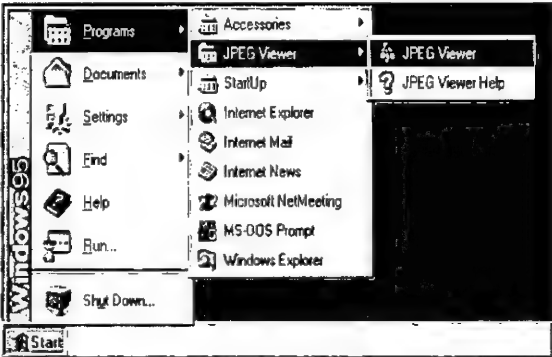 Programs
Documents
Settings
Find
Help
Run...
Shut Down...
Windows95
Start
Accessories
JPEG Viewer
StartUp
Internet Explorer
Internet Mail
Internet News
Microsoft NetMeeting
MS-DOS Prompt
Windows Explorer
JPEG Viewer
JPEG Viewer Help